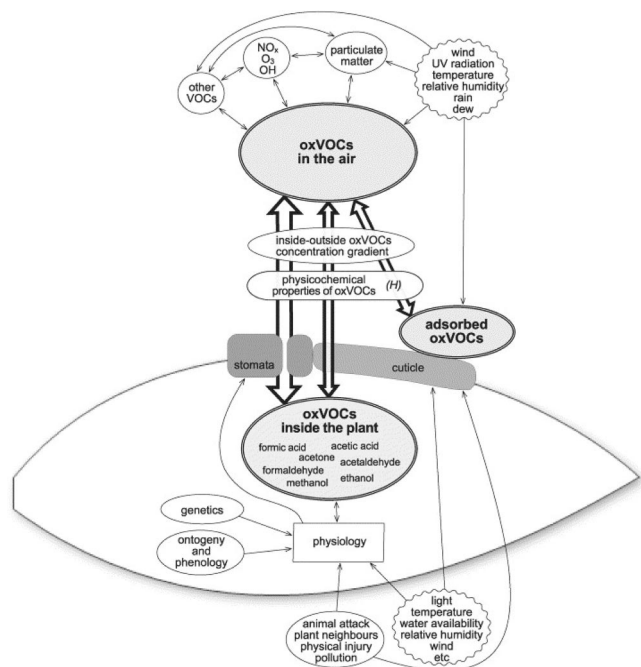 NOx
O3
OH
particulate
matter
other
VOCs
wind
UV radiation
temperature
relative humidity
rain
dew
oxVOCs
in the air
inside-outside oxVOCs
concentration gradient
physicochemical
properties of oxVOCs (H)
adsorbed
oxVOCs
stomata
cuticle
oxVOCs
inside the plant
formic acid acetic acid
acetone
formaldehyde acetaldehyde
methanol ethanol
genetics
ontogeny
and
phenology
physiology
animal attack
plant neighbours
physical injury
pollution
light
temperature
water availability
relative humidity
wind
etc